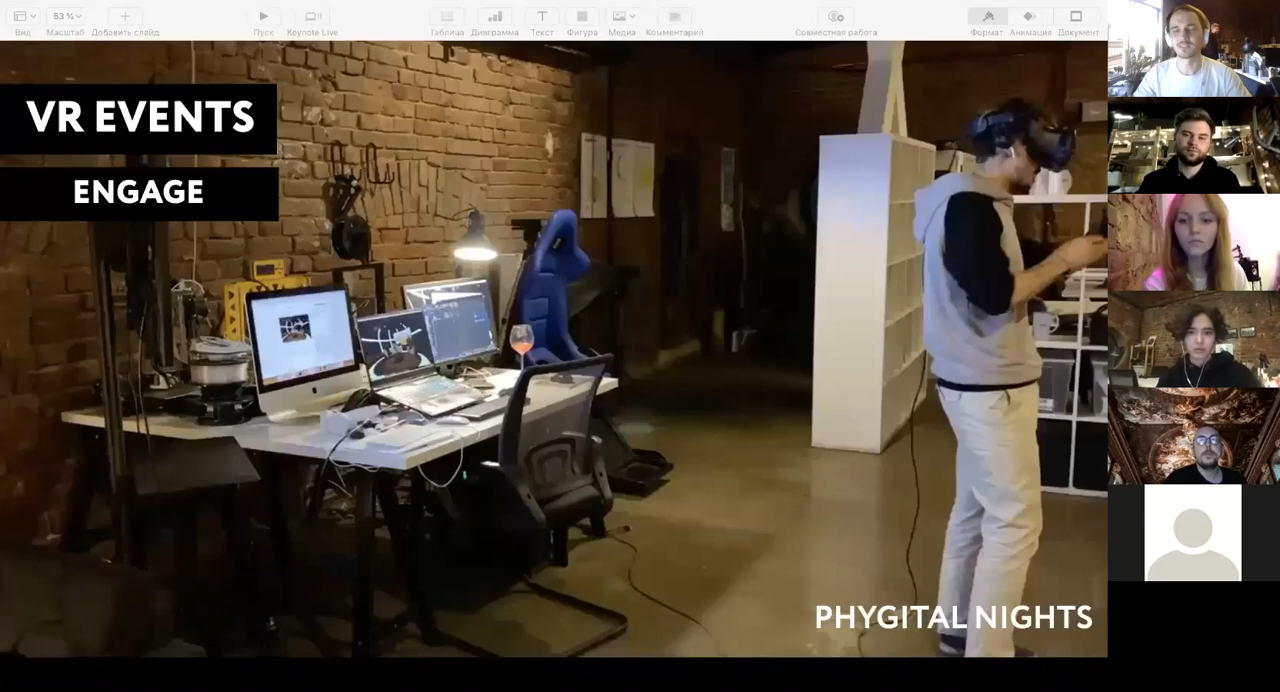 53 %
Вид
Масштаб
Добавить слайд
Пуск
Keynote Live
Таблица
Диаграмма
Текст
Фигура
Медиа
Комментарий
Совместная работа
Формат
Анимация
Документ
VR EVENTS
ENGAGE
PHYGITAL NIGHTS